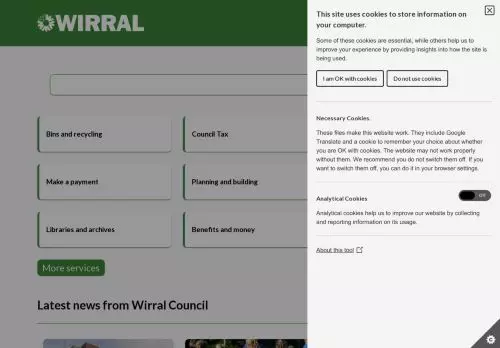 WIRRAL
Bins and recycling
Council Tax
Make a payment
Planning and building
Libraries and archives
Benefits and money
More services
Latest news from Wirral Council
This site uses cookies to store information on
your computer.
Some of these cookies are essential, while others help us to
improve your experience by providing insights into how the site is
being used.
I am OK with cookies
Do not use cookies
Necessary Cookies.
These files make this website work. They include Google
Translate and a cookie to remember your choice about whether
you are OK with cookies. The website may not work properly
without them. We recommend you do not switch them off. If you
want to switch them off, you can do it in your browser settings.
Analytical Cookies
Off
Analytical cookies help us to improve our website by collecting
and reporting information on its usage.
About this tool